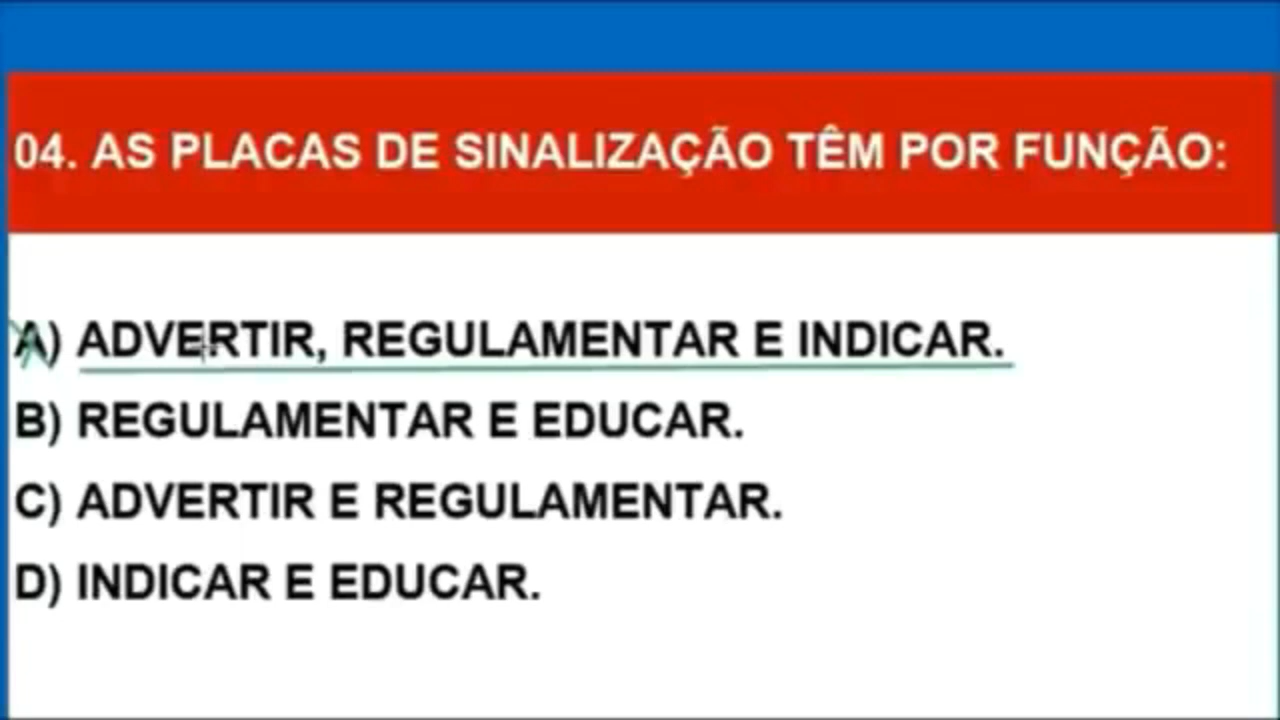 04. AS PLACAS DE SINALIZAÇÃO TÊM POR FUNÇÃO:
A) ADVERTIR, REGULAMENTAR E INDICAR.
B) REGULAMENTAR E EDUCAR.
C) ADVERTIR E REGULAMENTAR.
D) INDICAR E EDUCAR.